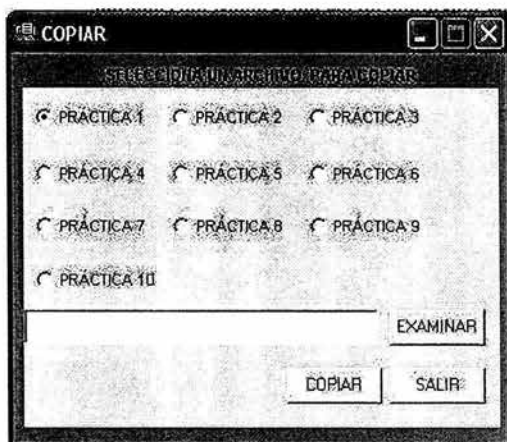 COPIAR
SELECCIONA UN ARCHIVO PARA COPIAR
PRÁCTICA 1 PRÁCTICA 2 PRÁCTICA 3
PRÁCTICA 4 PRÁCTICA 5 PRÁCTICA 6
PRÁCTICA 7 PRÁCTICA 8 PRÁCTICA 9
PRÁCTICA 10
EXAMINAR
COPIAR SALIR